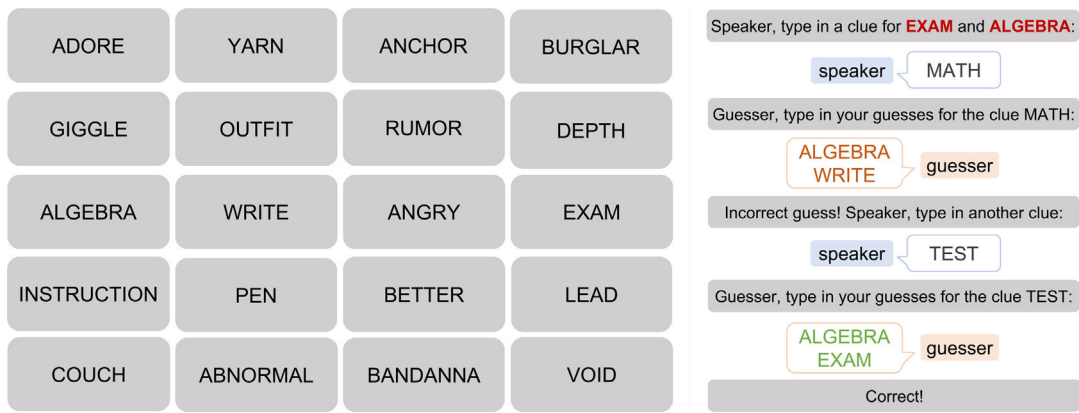 ADORE YARN ANCHOR BURGLAR
GIGGLE OUTFIT RUMOR DEPTH
ALGEBRA WRITE ANGRY EXAM
INSTRUCTION PEN BETTER LEAD
COUCH ABNORMAL BANDANNA VOID
Speaker, type in a clue for EXAM and ALGEBRA:
speaker MATH
Guesser, type in your guesses for the clue MATH:
ALGEBRA
WRITE
guesser
Incorrect guess! Speaker, type in another clue:
speaker TEST
Guesser, type in your guesses for the clue TEST:
ALGEBRA
EXAM
guesser
Correct!